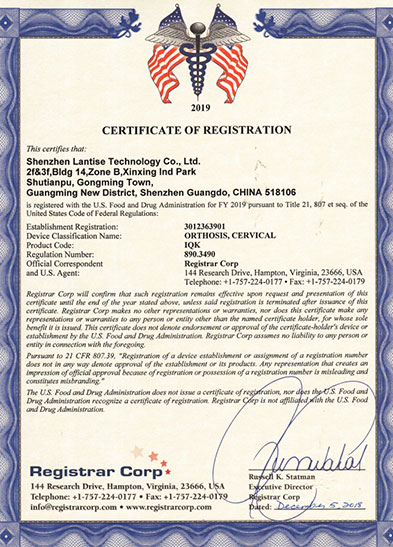 2019
CERTIFICATE OF REGISTRATION
This certifies that:
Shenzhen Lantise Technology Co., Ltd.
2f&3f,Bldg 14,Zone B,Xinxing Ind Park
Shutianpu, Gongming Town,
Guangming New District, Shenzhen Guangdo, CHINA 518106
is registered with the U.S. Food and Drug Administration for FY 2019 pursuant to Title 21, 807 et seq. of the
United States Code of Federal Regulations:
Establishment Registration: 3012363901
Device Classification Name: ORTHOSIS, CERVICAL
Product Code: IQK
Regulation Number: 890.3490
Official Correspondent Registrar Corp
and U.S. Agent: 144 Research Drive, Hampton, Virginia, 23666, USA
Telephone: +1-757-224-0177 • Fax: +1-757-224-0179
Registrar Corp will confirm that such registration remains effective upon request and presentation of this
certificate until the end of the year stated above, unless said registration is terminated after issuance of this
certificate. Registrar Corp makes no other representations or warranties, nor does this certificate make any
representations or warranties to any person or entity other than the named certificate holder, for whose sole
benefit it is issued. This certificate does not denote endorsement or approval of the certificate-holder's device or
establishment by the U.S. Food and Drug Administration. Registrar Corp assumes no liability to any person or
entity in connection with the foregoing.
Pursuant to 21 CFR 807.39, "Registration of a device establishment or assignment of a registration number
does not in any way denote approval of the establishment or its products. Any representation that creates an
impression of official approval because of registration or possession of a registration number is misleading and
constitutes misbranding."
The U.S. Food and Drug Administration does not issue a certificate of registration, nor does the U.S. Food and
Drug Administration recognize a certificate of registration. Registrar Corp is not affiliated with the U.S. Food
and Drug Administration.
Registrar Corp
144 Research Drive, Hampton, Virginia, 23666, USA
Telephone: +1-757-224-0177 • Fax: +1-757-224-0179
info@registrarcorp.com • www.registrarcorp.com
Russell K. Statman
Executive Director
Registrar Corp
Dated: December 5, 2018